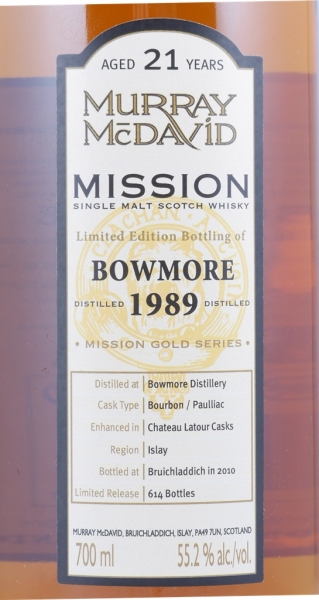 AGED 21 YEARS
MURRAY
McDAVID
MISSION
SINGLE MALT SCOTCH WHISKY
Limited Edition Bottling of
BOWMORE
DISTILLED 1989 DISTILLED
• MISSION GOLD SERIES •
Distilled at Bowmore Distillery
Cask Type Bourbon / Paulliac
Enhanced in Chateau Latour Casks
Region Islay
Bottled at Bruichladdich in 2010
Limited Release 614 Bottles
MURRAY McDAVID, BRUICHLADDICH, ISLAY, PA49 7UN, SCOTLAND
700 ml 55.2 % alc./vol.